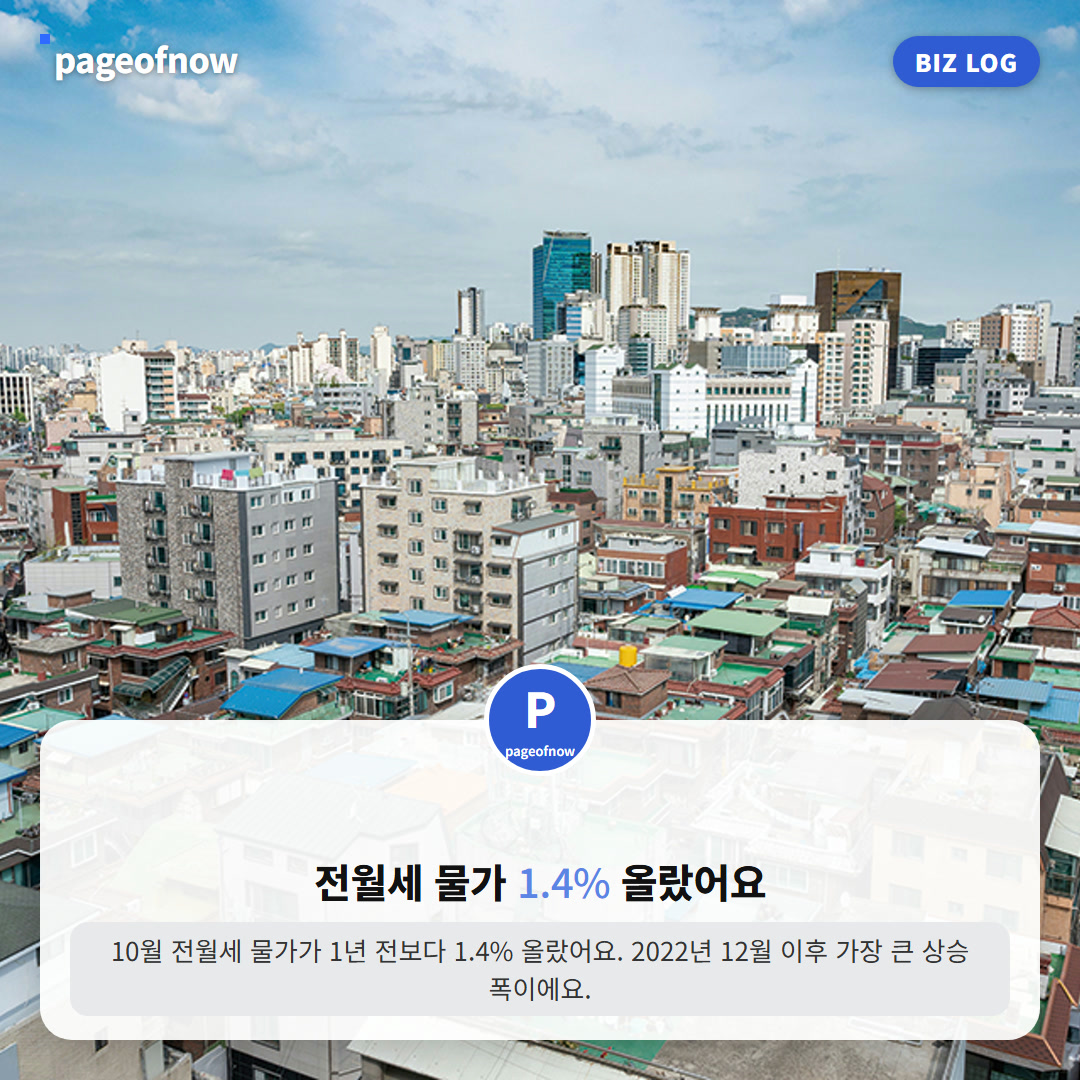 pageofnow
BIZ LOG
P
pageofnow
전월세 물가 1.4% 올랐어요
10월 전월세 물가가 1년 전보다 1.4% 올랐어요. 2022년 12월 이후 가장 큰 상승
폭이에요.